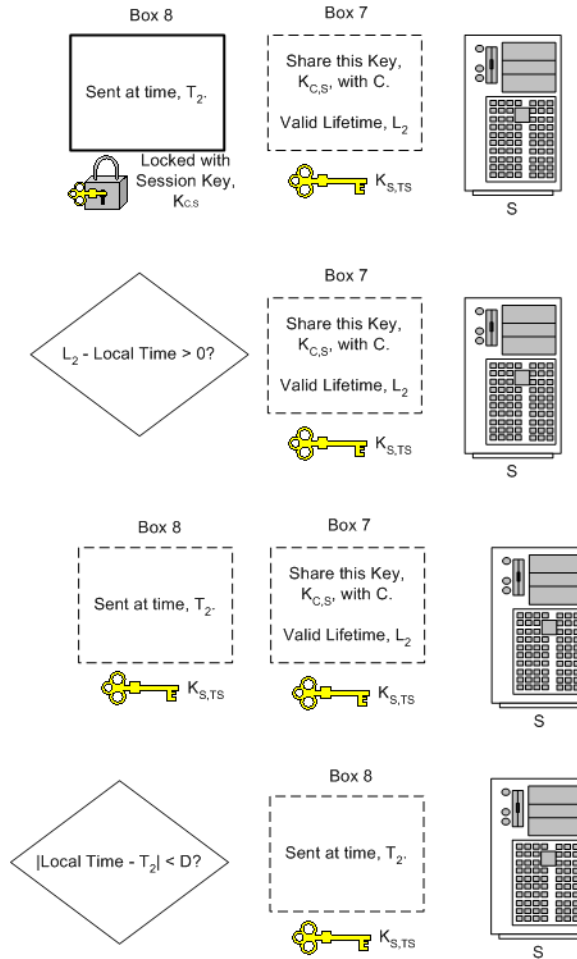 Box 8
Box 7
Sent at time, T2.
Share this Key,
KC,S, with C.
Valid Lifetime, L2
Locked with
Session Key,
KC,S
KS,TS
S
Box 7
L2 - Local Time > 0?
Share this Key,
KC,S, with C.
Valid Lifetime, L2
KS,TS
S
Box 8
Box 7
Sent at time, T2.
Share this Key,
KC,S, with C.
Valid Lifetime, L2
KS,TS
KS,TS
S
Box 8
|Local Time - T2| < D?
Sent at time, T2.
KS,TS
S